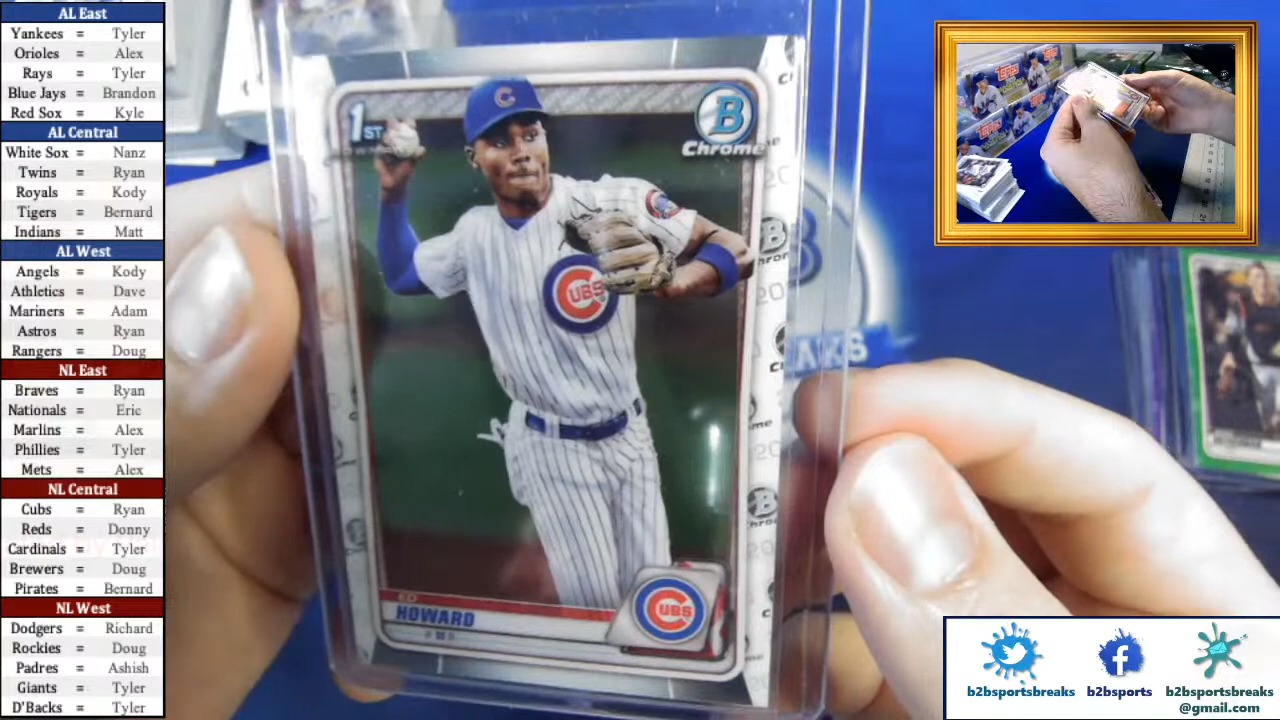 AL East
Yankees = Tyler
Orioles = Alex
Rays = Tyler
Blue Jays = Brandon
Red Sox = Kyle
AL Central
White Sox = Nanz
Twins = Ryan
Royals = Kody
Tigers = Bernard
Indians = Matt
AL West
Angels = Kody
Athletics = Dave
Mariners = Adam
Astros = Ryan
Rangers = Doug
NL East
Braves = Ryan
Nationals = Eric
Marlins = Alex
Phillies = Tyler
Mets = Alex
NL Central
Cubs = Ryan
Reds = Donny
Cardinals = Tyler
Brewers = Doug
Pirates = Bernard
NL West
Dodgers = Richard
Rockies = Doug
Padres = Ashish
Giants = Tyler
D'Backs = Tyler
1ST
B
Chrome
C
CUBS
ED
HOWARD
SS
CUBS
Topps
b2bsportsbreaks
b2bsports
b2bsportsbreaks
@gmail.com